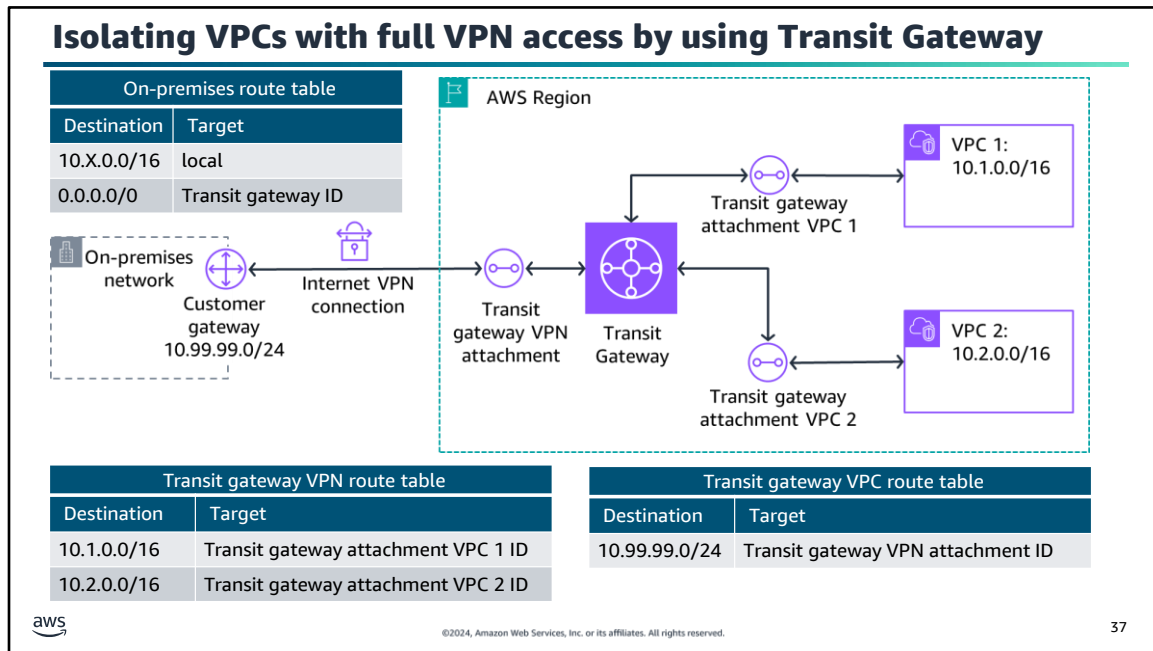 Isolating VPCs with full VPN access by using Transit Gateway
On-premises route table
Destination Target
10.X.0.0/16 local
0.0.0.0/0 Transit gateway ID
AWS Region
VPC 1:
10.1.0.0/16
Transit gateway
attachment VPC 1
On-premises
network
Customer
gateway
10.99.99.0/24
Internet VPN
connection
Transit
gateway VPN
attachment
Transit
Gateway
VPC 2:
10.2.0.0/16
Transit gateway
attachment VPC 2
Transit gateway VPN route table
Destination Target
10.1.0.0/16 Transit gateway attachment VPC 1 ID
10.2.0.0/16 Transit gateway attachment VPC 2 ID
Transit gateway VPC route table
Destination Target
10.99.99.0/24 Transit gateway VPN attachment ID
aws
©2024, Amazon Web Services, Inc. or its affiliates. All rights reserved.
37